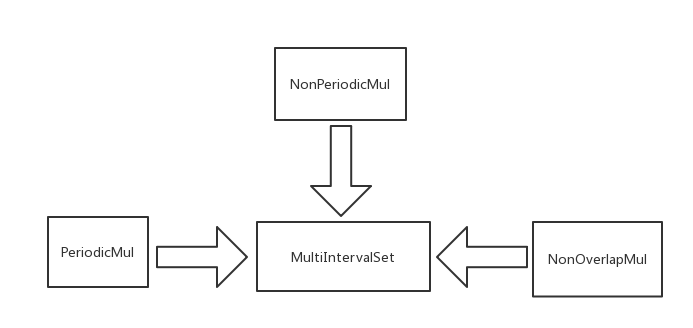 NonPeriodicMul
PeriodicMul
MultiIntervalSet
NonOverlapMul